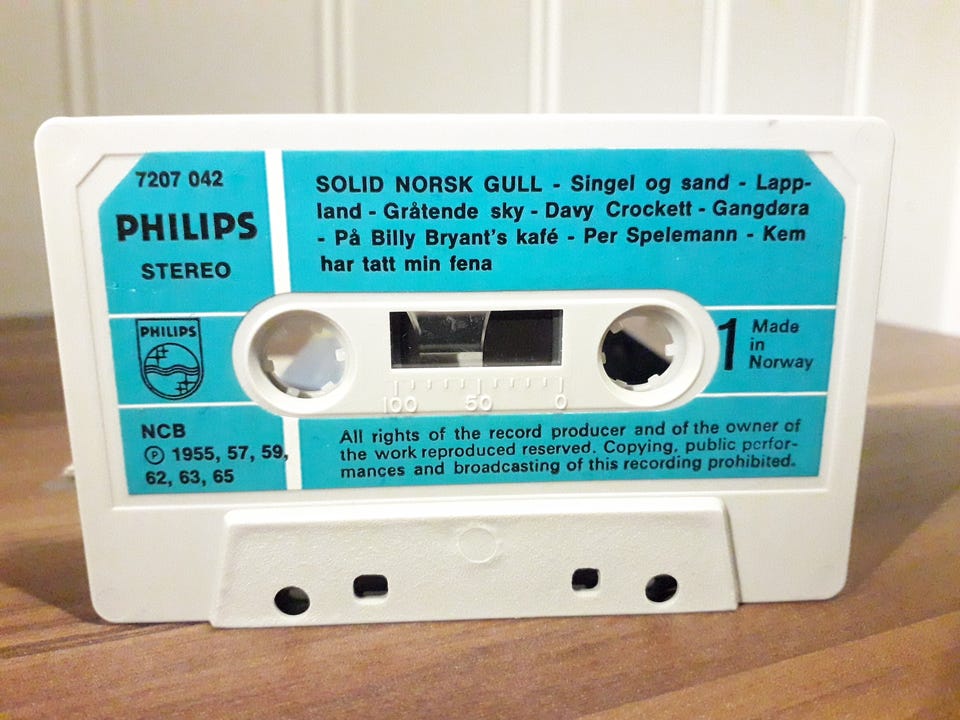 7207 042
PHILIPS
STEREO
SOLID NORSK GULL - Singel og sand - Lapp-
land - Gråtende sky - Davy Crockett - Gangdøra
- På Billy Bryant's kafé - Per Spelemann - Kem
har tatt min fena
PHILIPS
100 50 0
1
Made
in
Norway
NCB
Ⓟ 1955, 57, 59,
62, 63, 65
All rights of the record producer and of the owner of
the work reproduced reserved. Copying, public perfor-
mances and broadcasting of this recording prohibited.